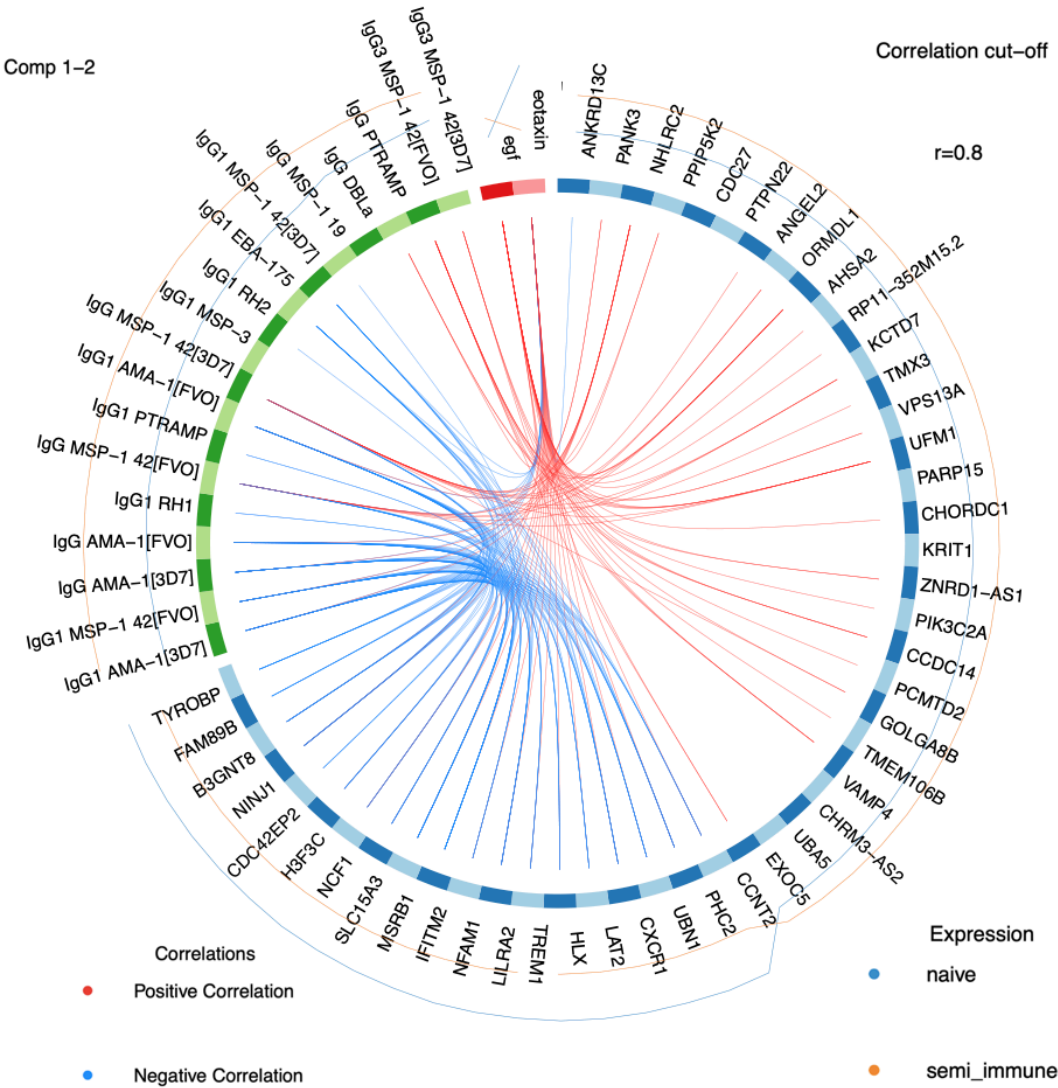 Comp 1−2
Correlation cut−off
r=0.8
IgG3 MSP−1 42[3D7]
IgG3 MSP−1 42[FVO]
IgG PTRAMP
IgG DBLa
IgG MSP−1 19
IgG1 MSP−1 42[3D7]
IgG1 EBA−175
IgG1 RH2
IgG1 MSP−3
IgG MSP−1 42[3D7]
IgG1 AMA−1[FVO]
IgG1 PTRAMP
IgG MSP−1 42[FVO]
IgG1 RH1
IgG AMA−1[FVO]
IgG AMA−1[3D7]
IgG1 MSP−1 42[FVO]
IgG1 AMA−1[3D7]
egf
eotaxin
ANKRD13C
PANK3
NHLRC2
PPIP5K2
CDC27
PTPN22
ANGEL2
ORMDL1
AHSA2
RP11−352M15.2
KCTD7
TMX3
VPS13A
UFM1
PARP15
CHORDC1
KRIT1
ZNRD1−AS1
PIK3C2A
CCDC14
PCMTD2
GOLGA8B
TMEM106B
VAMP4
CHRM3−AS2
UBA5
EXOC5
CCNT2
PHC2
UBN1
CXCR1
LAT2
HLX
TREM1
LILRA2
NFAM1
IFITM2
MSRB1
SLC15A3
NCF1
H3F3C
CDC42EP2
NINJ1
B3GNT8
FAM89B
TYROBP
Correlations
Positive Correlation
Negative Correlation
Expression
naive
semi_immune